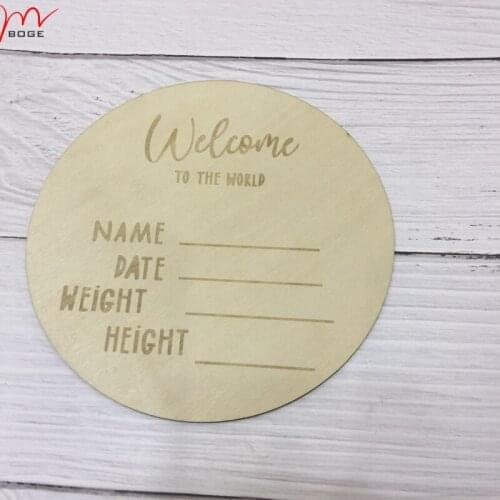 BOGE
Welcome
TO THE WORLD
NAME
DATE
WEIGHT
HEIGHT